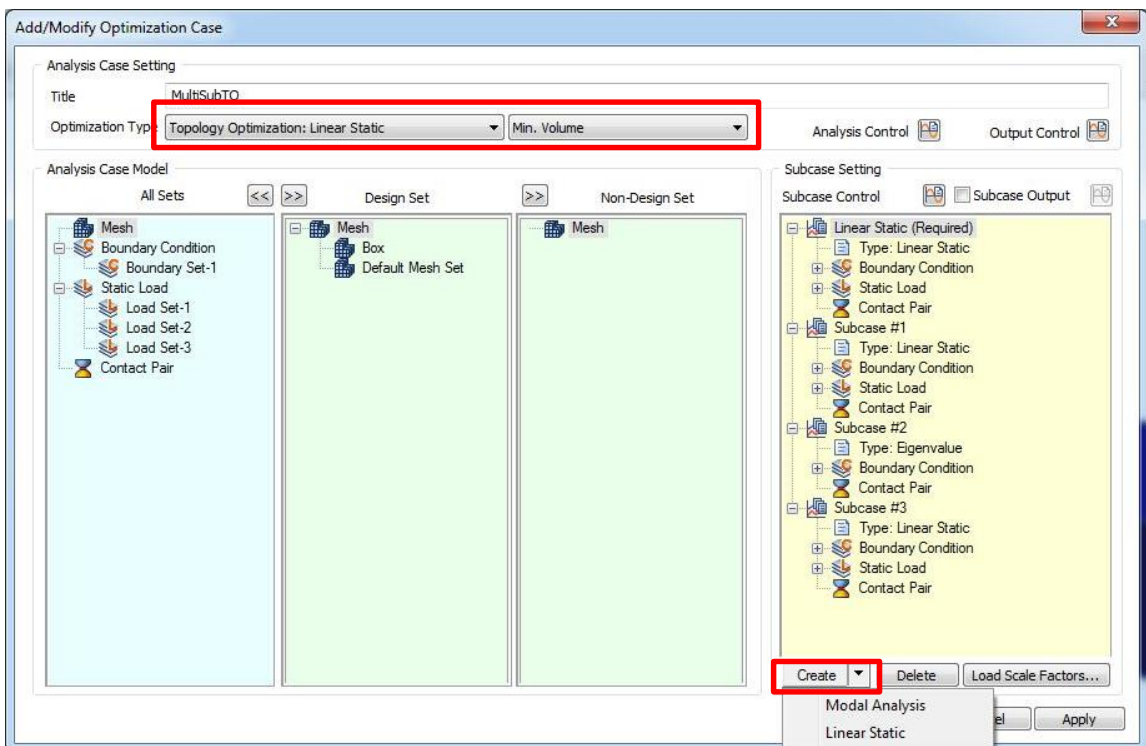 Add/Modify Optimization Case
x
Analysis Case Setting
Title MultiSubTO
Optimization Type Topology Optimization: Linear Static Min. Volume Analysis Control Output Control
Analysis Case Model
All Sets << >> Design Set >> Non-Design Set
Mesh
Boundary Condition
Boundary Set-1
Static Load
Load Set-1
Load Set-2
Load Set-3
Contact Pair
Mesh
Box
Default Mesh Set
Mesh
Subcase Setting
Subcase Control Subcase Output
Linear Static (Required)
Type: Linear Static
Boundary Condition
Static Load
Contact Pair
Subcase #1
Type: Linear Static
Boundary Condition
Static Load
Contact Pair
Subcase #2
Type: Eigenvalue
Boundary Condition
Contact Pair
Subcase #3
Type: Linear Static
Boundary Condition
Static Load
Contact Pair
Create Delete Load Scale Factors...
Modal Analysis
Linear Static
el Apply